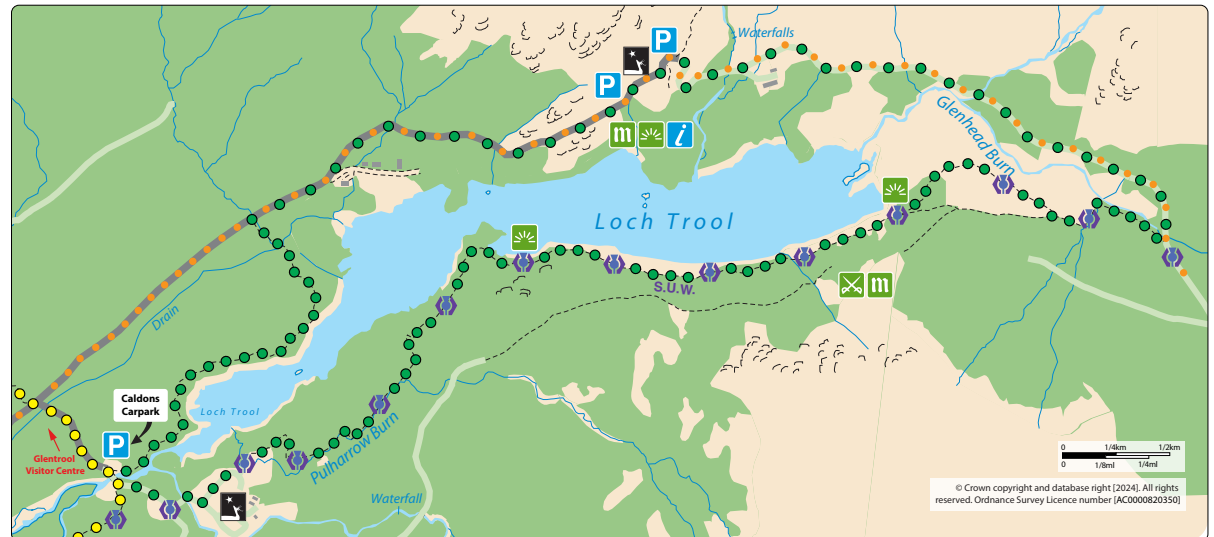 Waterfalls
P
P
m
i
Glenhead Burn
Loch Trool
S.U.W.
m
Drain
Caldons
Carpark
P
Loch Trool
Glentrool
Visitor Centre
Pulharrow Burn
Waterfall
0 1/4km 1/2km
0 1/8ml 1/4ml
© Crown copyright and database right [2024]. All rights
reserved. Ordnance Survey Licence number [AC0000820350]